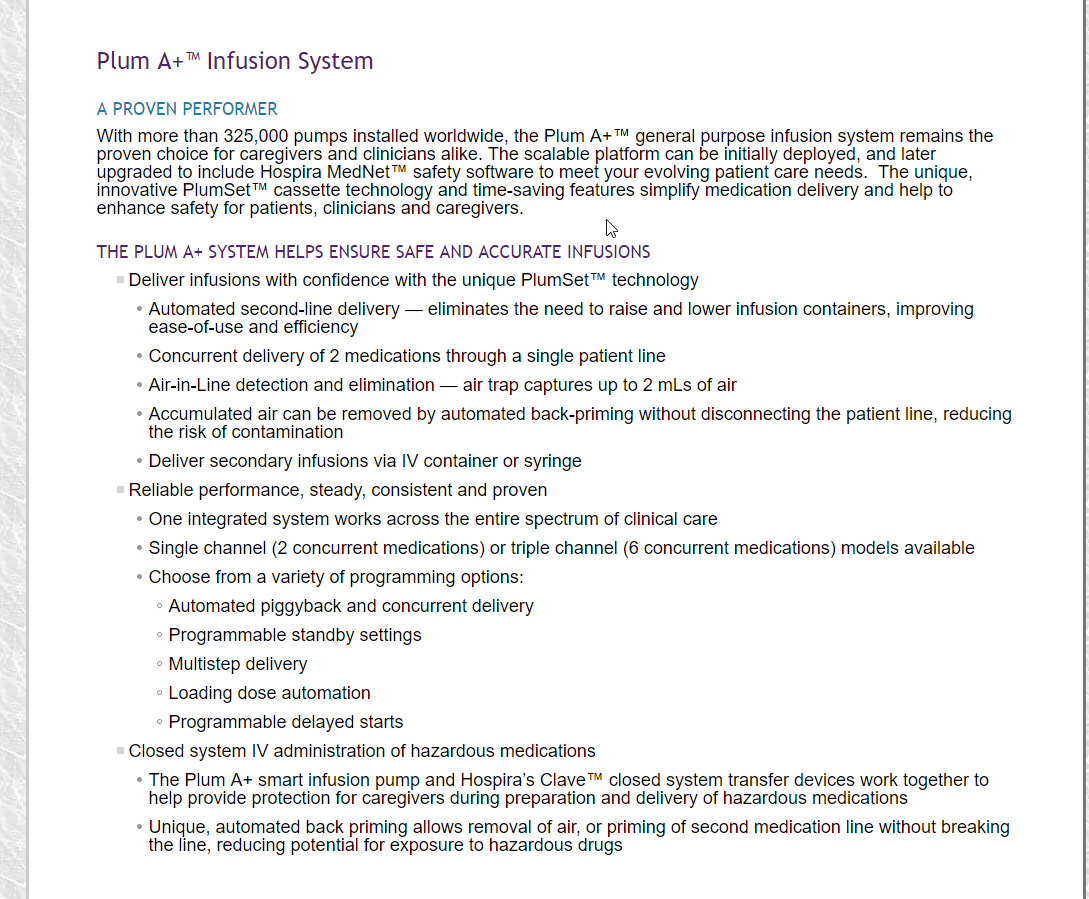 Plum A+™ Infusion System
A PROVEN PERFORMER
With more than 325,000 pumps installed worldwide, the Plum A+™ general purpose infusion system remains the
proven choice for caregivers and clinicians alike. The scalable platform can be initially deployed, and later
upgraded to include Hospira MedNet™ safety software to meet your evolving patient care needs.  The unique,
innovative PlumSet™ cassette technology and time-saving features simplify medication delivery and help to
enhance safety for patients, clinicians and caregivers.
THE PLUM A+ SYSTEM HELPS ENSURE SAFE AND ACCURATE INFUSIONS
Deliver infusions with confidence with the unique PlumSet™ technology
Automated second-line delivery — eliminates the need to raise and lower infusion containers, improving
ease-of-use and efficiency
Concurrent delivery of 2 medications through a single patient line
Air-in-Line detection and elimination — air trap captures up to 2 mLs of air
Accumulated air can be removed by automated back-priming without disconnecting the patient line, reducing
the risk of contamination
Deliver secondary infusions via IV container or syringe
Reliable performance, steady, consistent and proven
One integrated system works across the entire spectrum of clinical care
Single channel (2 concurrent medications) or triple channel (6 concurrent medications) models available
Choose from a variety of programming options:
Automated piggyback and concurrent delivery
Programmable standby settings
Multistep delivery
Loading dose automation
Programmable delayed starts
Closed system IV administration of hazardous medications
The Plum A+ smart infusion pump and Hospira's Clave™ closed system transfer devices work together to
help provide protection for caregivers during preparation and delivery of hazardous medications
Unique, automated back priming allows removal of air, or priming of second medication line without breaking
the line, reducing potential for exposure to hazardous drugs